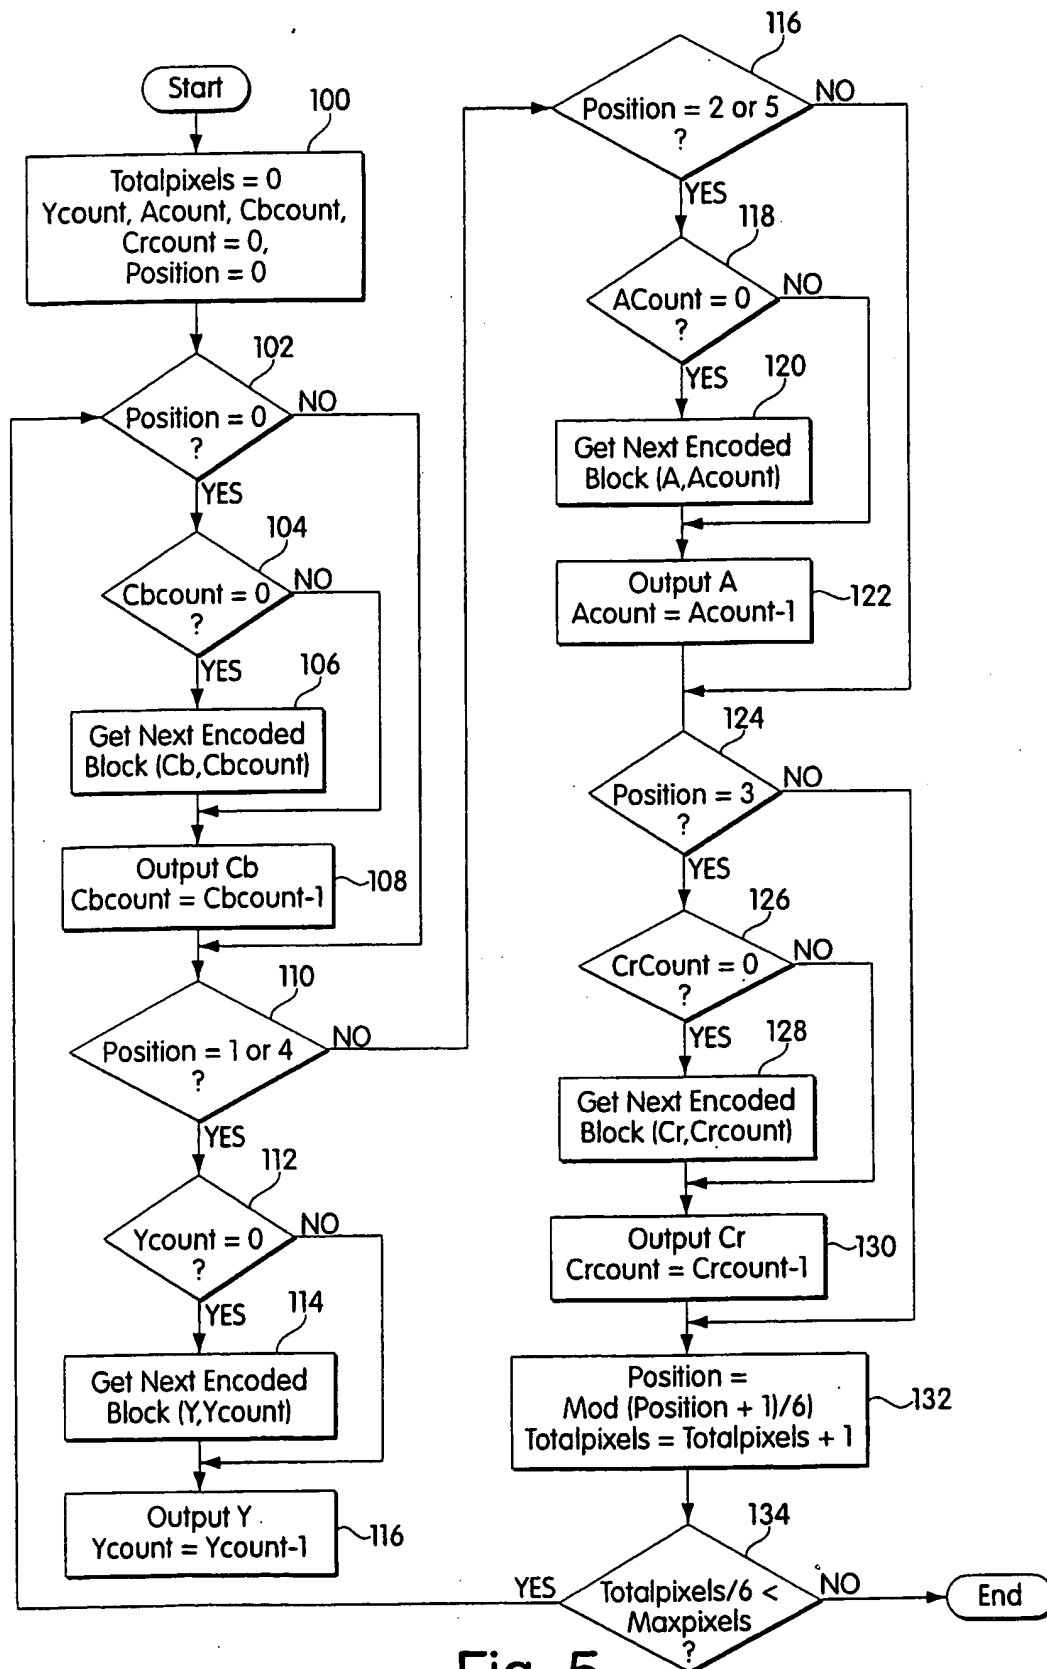 Start
100
Totalpixels = 0
Ycount, Acount, Cbcount,
Crcount = 0,
Position = 0
102
Position = 0
?
NO
YES
104
Cbcount = 0
?
NO
YES
106
Get Next Encoded
Block (Cb,Cbcount)
Output Cb
Cbcount = Cbcount-1
108
110
Position = 1 or 4
?
NO
YES
112
Ycount = 0
?
NO
YES
114
Get Next Encoded
Block (Y,Ycount)
Output Y
Ycount = Ycount-1
116
116
Position = 2 or 5
?
NO
YES
118
ACount = 0
?
NO
YES
120
Get Next Encoded
Block (A,Acount)
Output A
Acount = Acount-1
122
124
Position = 3
?
NO
YES
126
CrCount = 0
?
NO
YES
128
Get Next Encoded
Block (Cr,Crcount)
Output Cr
Crcount = Crcount-1
130
Position =
Mod (Position + 1)/6)
Totalpixels = Totalpixels + 1
132
134
Totalpixels/6 <
Maxpixels
?
YES
NO
End
Fig. 5